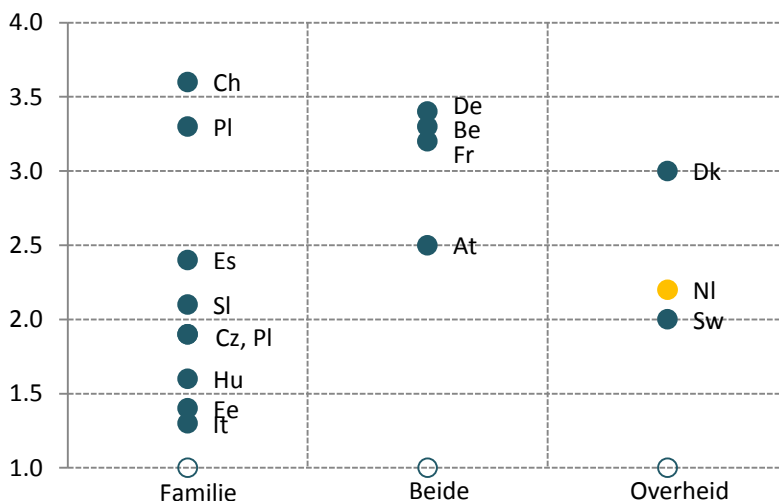 4.0
Ch
3.5
De
Pl
Be
Fr
3.0
Dk
2.5
At
Es
Nl
Sl
2.0
Sw
Cz, Pl
Hu
1.5
Ee
It
1.0
Familie
Beide
Overheid